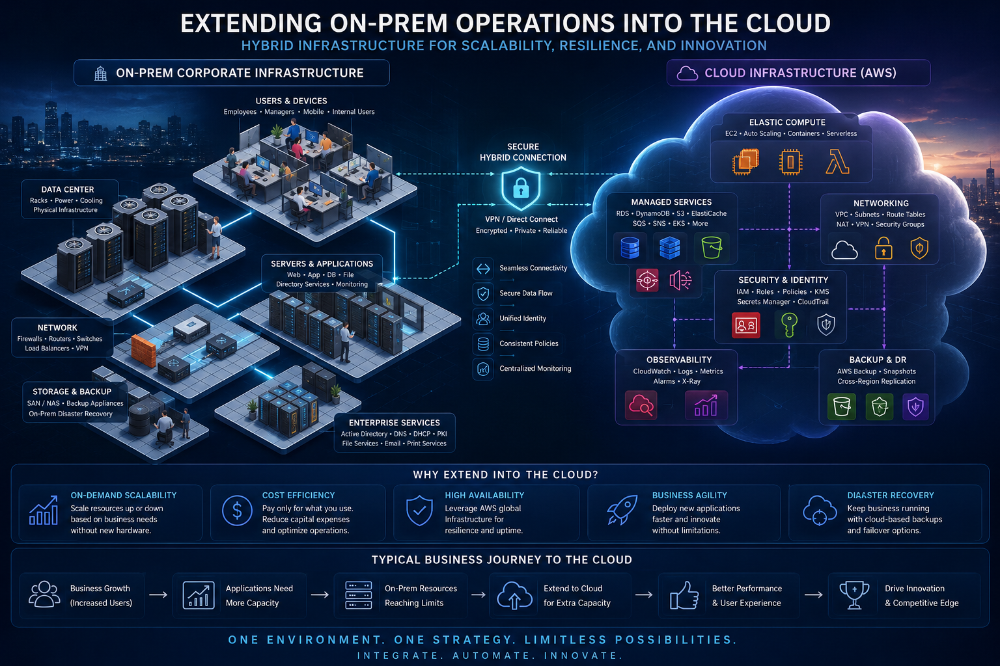 EXTENDING ON-PREM OPERATIONS INTO THE CLOUD
HYBRID INFRASTRUCTURE FOR SCALABILITY, RESILIENCE, AND INNOVATION
ON-PREM CORPORATE INFRASTRUCTURE
USERS & DEVICES
Employees • Managers • Mobile • Internal Users
DATA CENTER
Racks • Power • Cooling
Physical Infrastructure
SERVERS & APPLICATIONS
Web • App • DB • File
Directory Services • Monitoring
NETWORK
Firewalls • Routers • Switches
Load Balancers • VPN
STORAGE & BACKUP
SAN / NAS • Backup Appliances
On-Prem Disaster Recovery
ENTERPRISE SERVICES
Active Directory • DNS • DHCP • PKI
File Services • Email • Print Services
SECURE
HYBRID CONNECTION
VPN / Direct Connect
Encrypted • Private • Reliable
Seamless Connectivity
Secure Data Flow
Unified Identity
Consistent Policies
Centralized Monitoring
CLOUD INFRASTRUCTURE (AWS)
ELASTIC COMPUTE
EC2 • Auto Scaling • Containers • Serverless
MANAGED SERVICES
RDS • DynamoDB • S3 • ElastiCache
SQS • SNS • EKS • More
NETWORKING
VPC • Subnets • Route Tables
NAT • VPN • Security Groups
SECURITY & IDENTITY
IAM • Roles • Policies • KMS
Secrets Manager • CloudTrail
OBSERVABILITY
CloudWatch • Logs • Metrics
Alarms • X-Ray
BACKUP & DR
AWS Backup • Snapshots
Cross-Region Replication
WHY EXTEND INTO THE CLOUD?
ON-DEMAND SCALABILITY
Scale resources up or down
based on business needs
without new hardware.
COST EFFICIENCY
$
Pay only for what you use.
Reduce capital expenses
and optimize operations.
HIGH AVAILABILITY
Leverage AWS global
Infrastructure for
resilience and uptime.
BUSINESS AGILITY
Deploy new applications
faster and innovate
without limitations.
DIAASTER RECOVERY
Keep business running
with cloud-based backups
and failover options.
TYPICAL BUSINESS JOURNEY TO THE CLOUD
Business Growth
(Increased Users)
Applications Need
More Capacity
On-Prem Resources
Reaching Limits
Extend to Cloud
for Extra Capacity
Better Performance
& User Experience
Drive Innovation
& Competitive Edge
ONE ENVIRONMENT. ONE STRATEGY. LIMITLESS POSSIBILITIES.
INTEGRATE. AUTOMATE. INNOVATE.